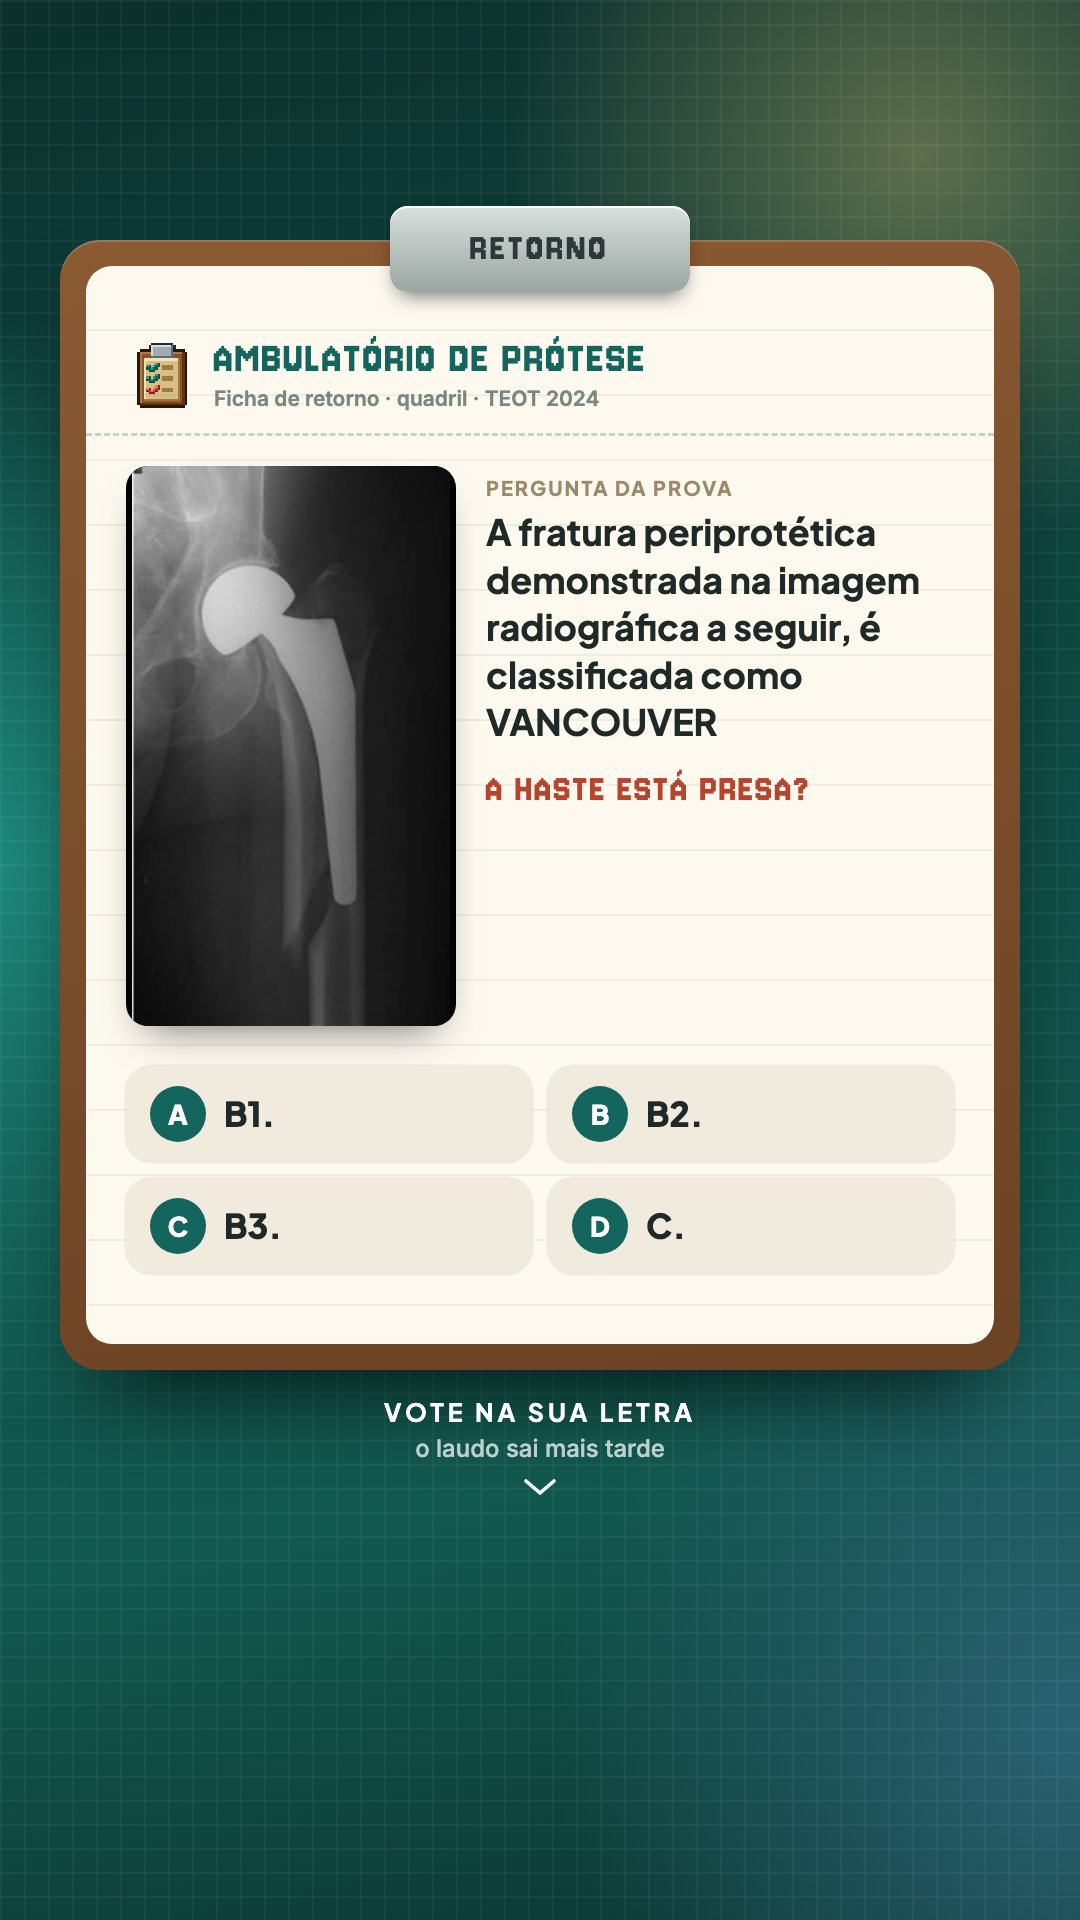 RETORNO
AMBULATÓRIO DE PRÓTESE
Ficha de retorno · quadril · TEOT 2024
PERGUNTA DA PROVA
A fratura periprotética
demonstrada na imagem
radiográfica a seguir, é
classificada como
VANCOUVER
A HASTE ESTÁ PRESA?
A B1.
B B2.
C B3.
D C.
VOTE NA SUA LETRA
o laudo sai mais tarde